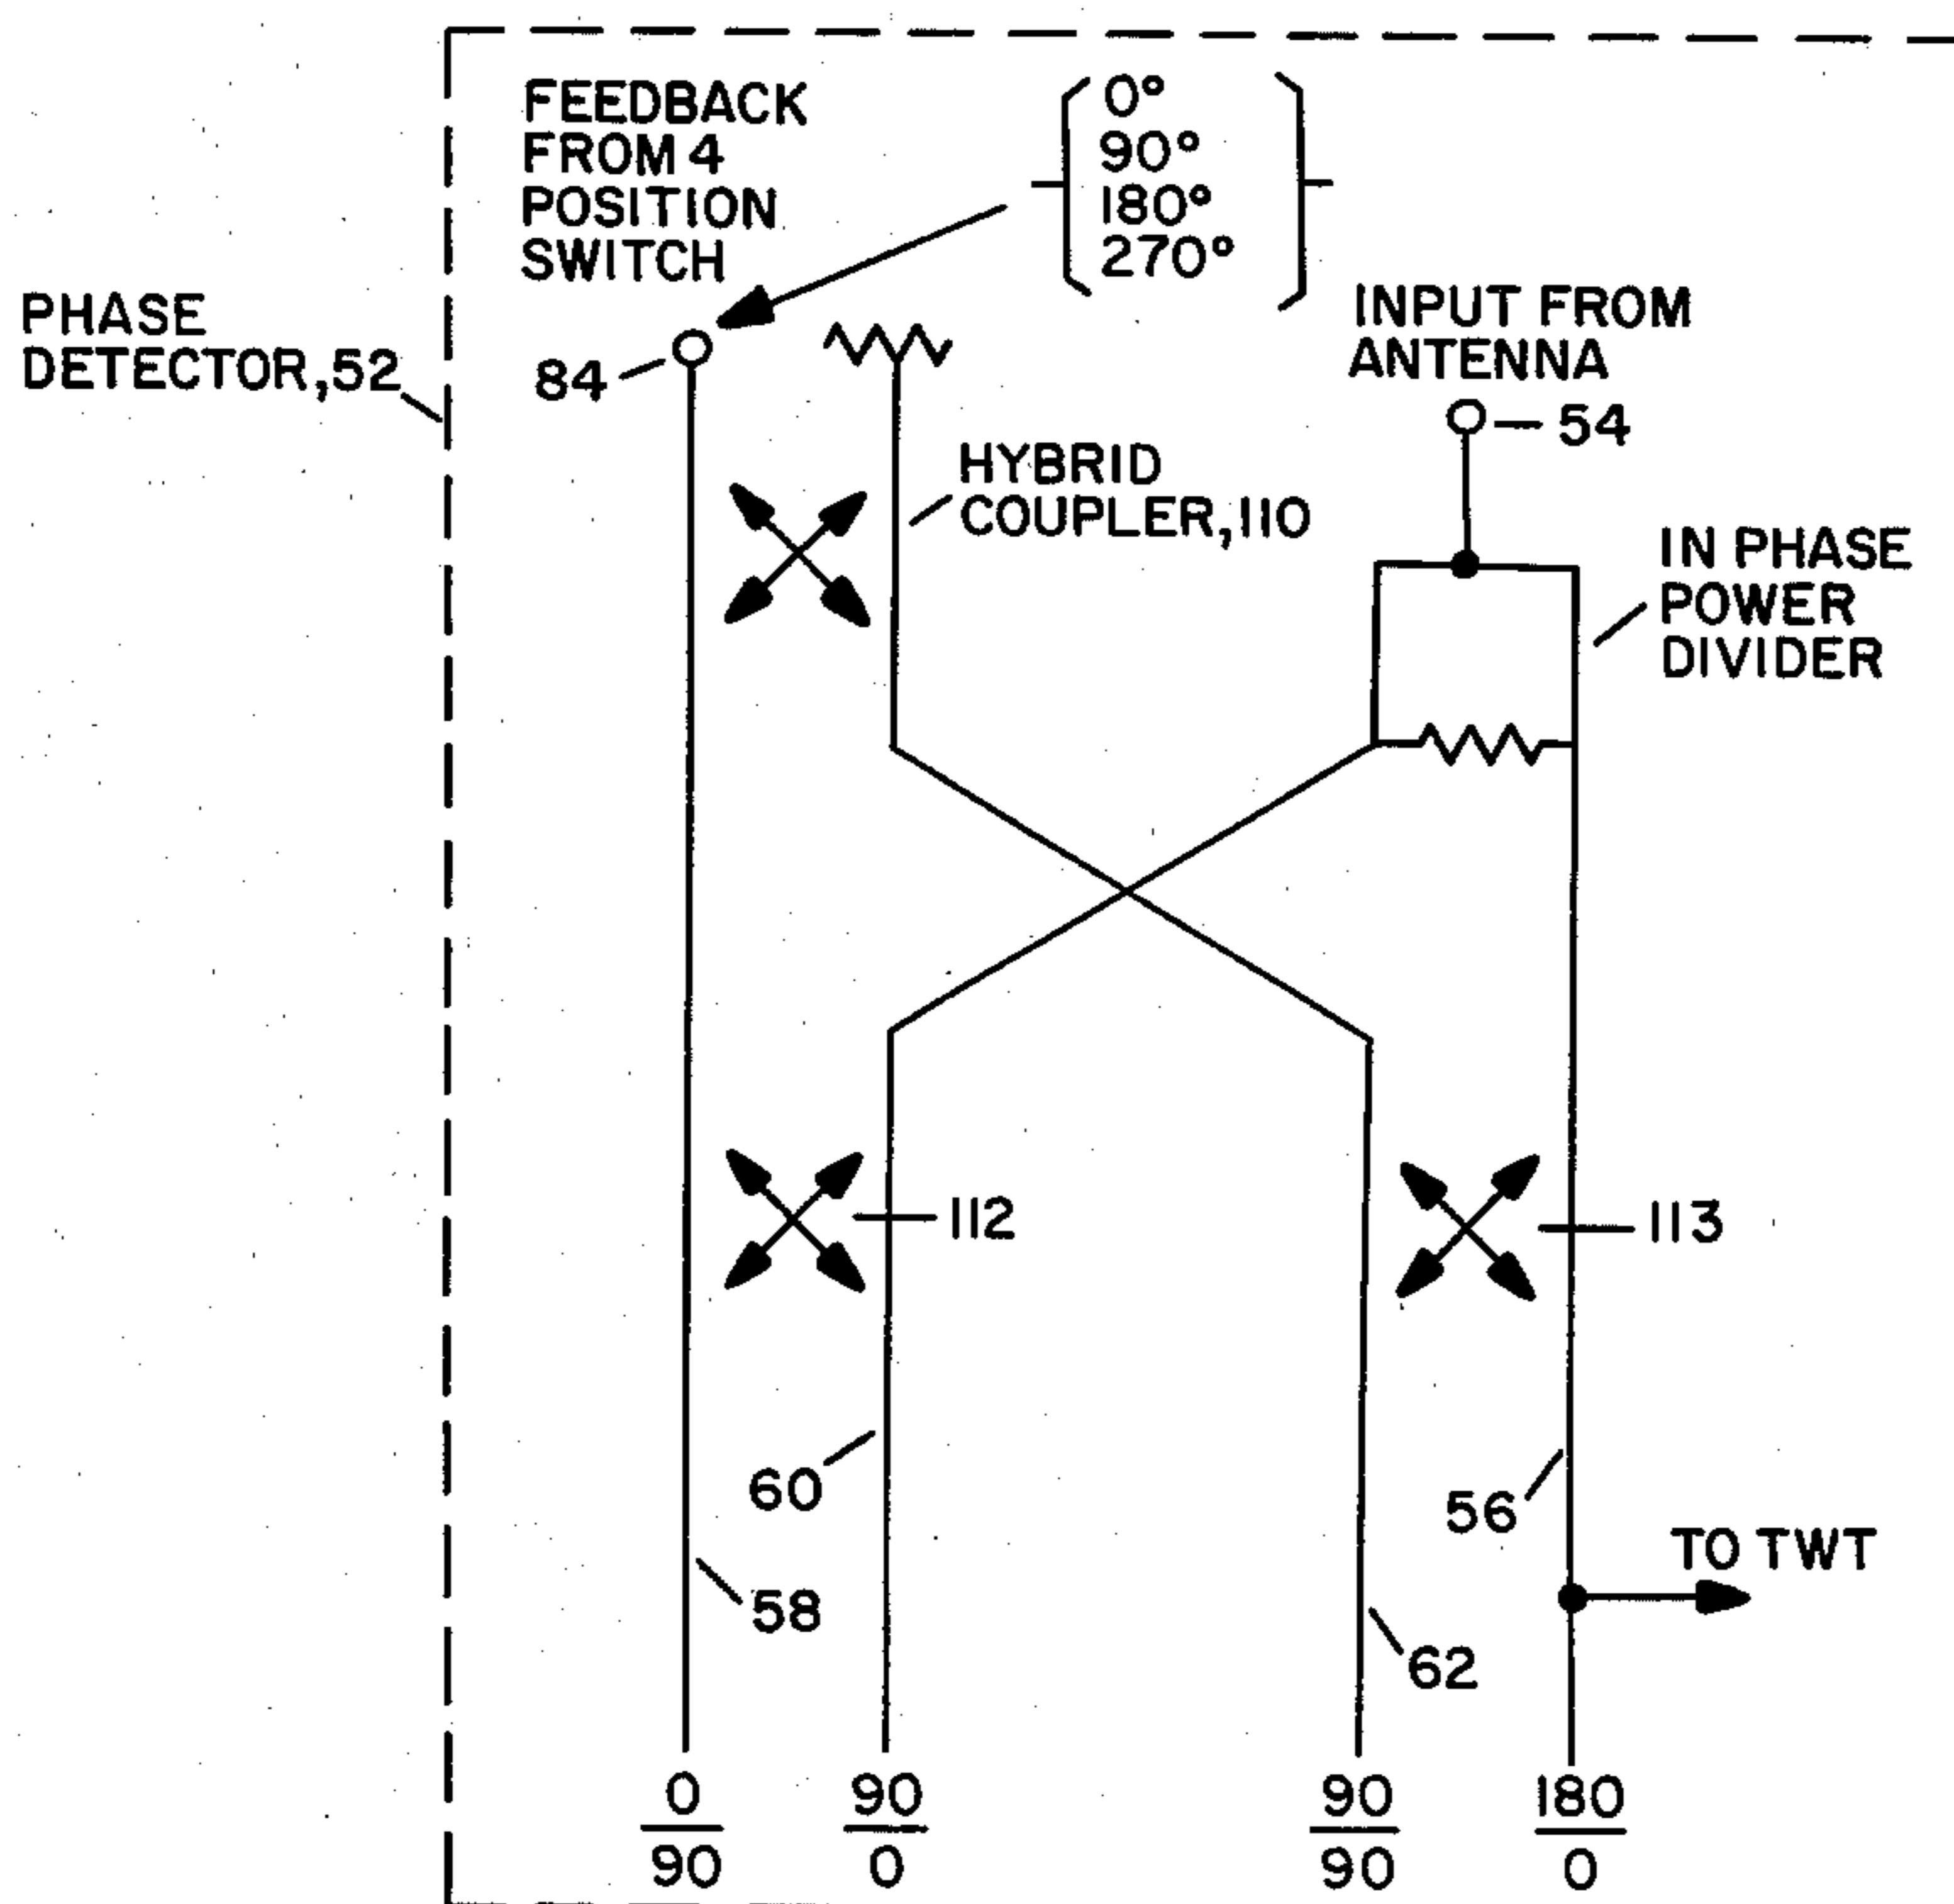 FEEDBACK
FROM 4
POSITION
SWITCH
0°
90°
180°
270°
PHASE
DETECTOR,52
84
INPUT FROM
ANTENNA
54
HYBRID
COUPLER,110
IN PHASE
POWER
DIVIDER
112
113
60
56
58
TO TWT
62
0
90
90
0
90
90
180
0